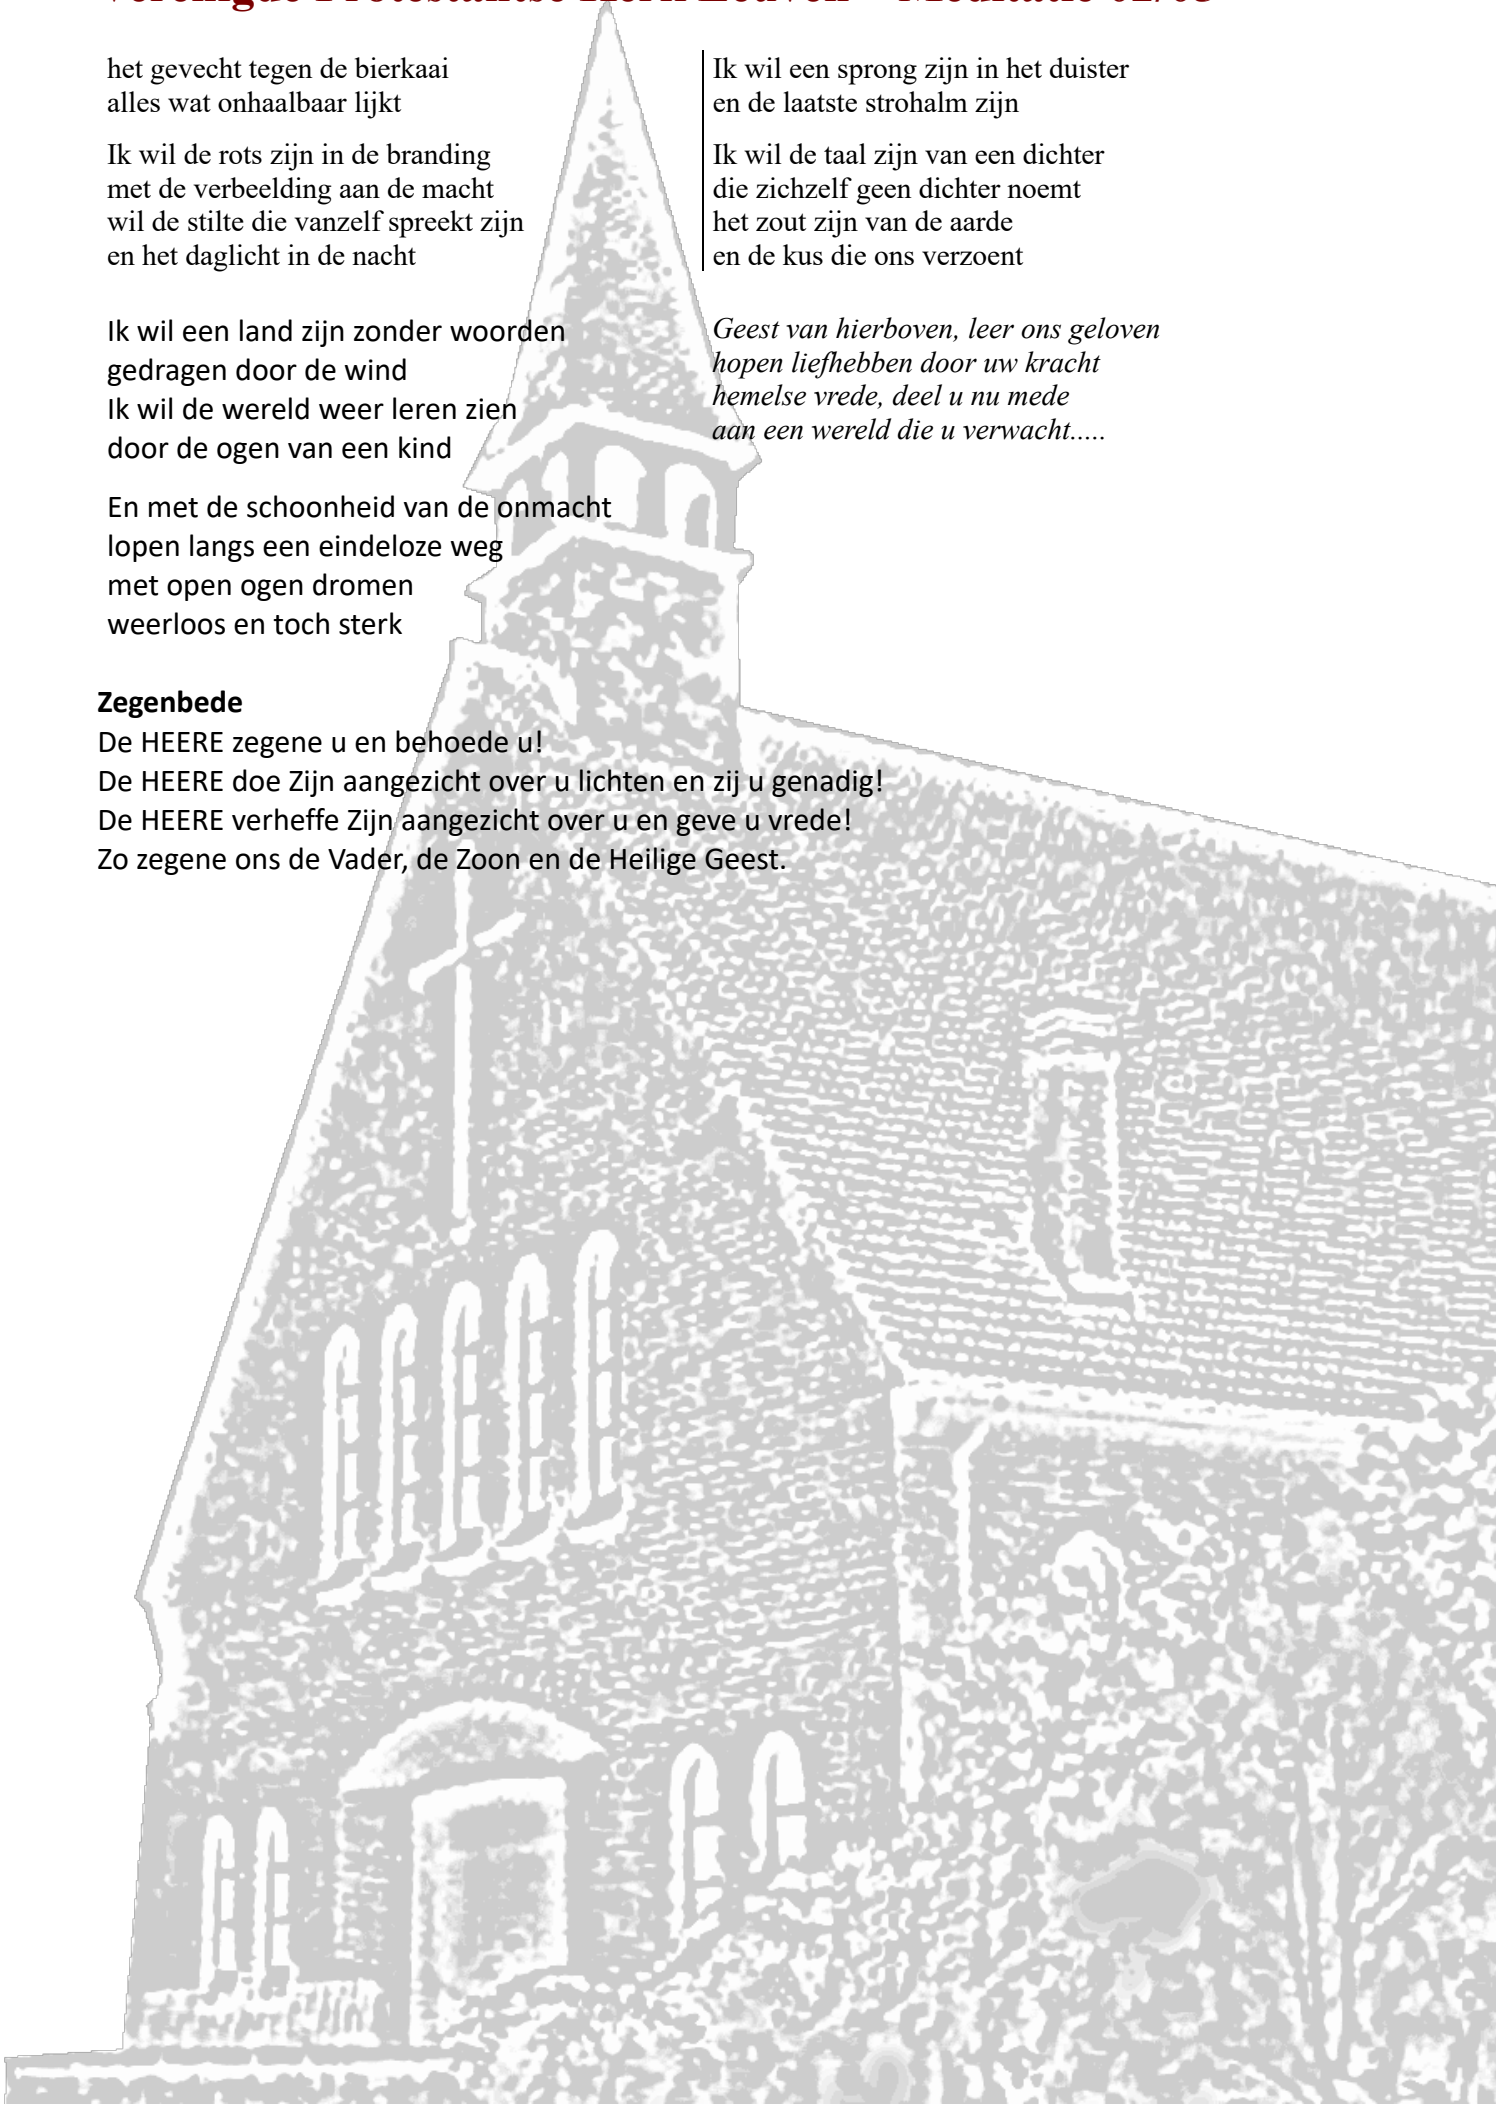 Verenigde Protestantse Kerk Leuven – Meditatie
het gevecht tegen de bierkaai
alles wat onhaalbaar lijkt
Ik wil de rots zijn in de branding
met de verbeelding aan de macht
wil de stilte die vanzelf spreekt zijn
en het daglicht in de nacht
Ik wil een land zijn zonder woorden
gedragen door de wind
Ik wil de wereld weer leren zien
door de ogen van een kind
En met de schoonheid van de onmacht
lopen langs een eindeloze weg
met open ogen dromen
weerloos en toch sterk
Ik wil een sprong zijn in het duister
en de laatste strohalm zijn
Ik wil de taal zijn van een dichter
die zichzelf geen dichter noemt
het zout zijn van de aarde
en de kus die ons verzoent
Geest van hierboven, leer ons geloven
hopen liefhebben door uw kracht
hemelse vrede, deel u nu mede
aan een wereld die u verwacht.....
Zegenbede
De HEERE zegene u en behoede u!
De HEERE doe Zijn aangezicht over u lichten en zij u genadig!
De HEERE verheffe Zijn aangezicht over u en geve u vrede!
Zo zegene ons de Vader, de Zoon en de Heilige Geest.